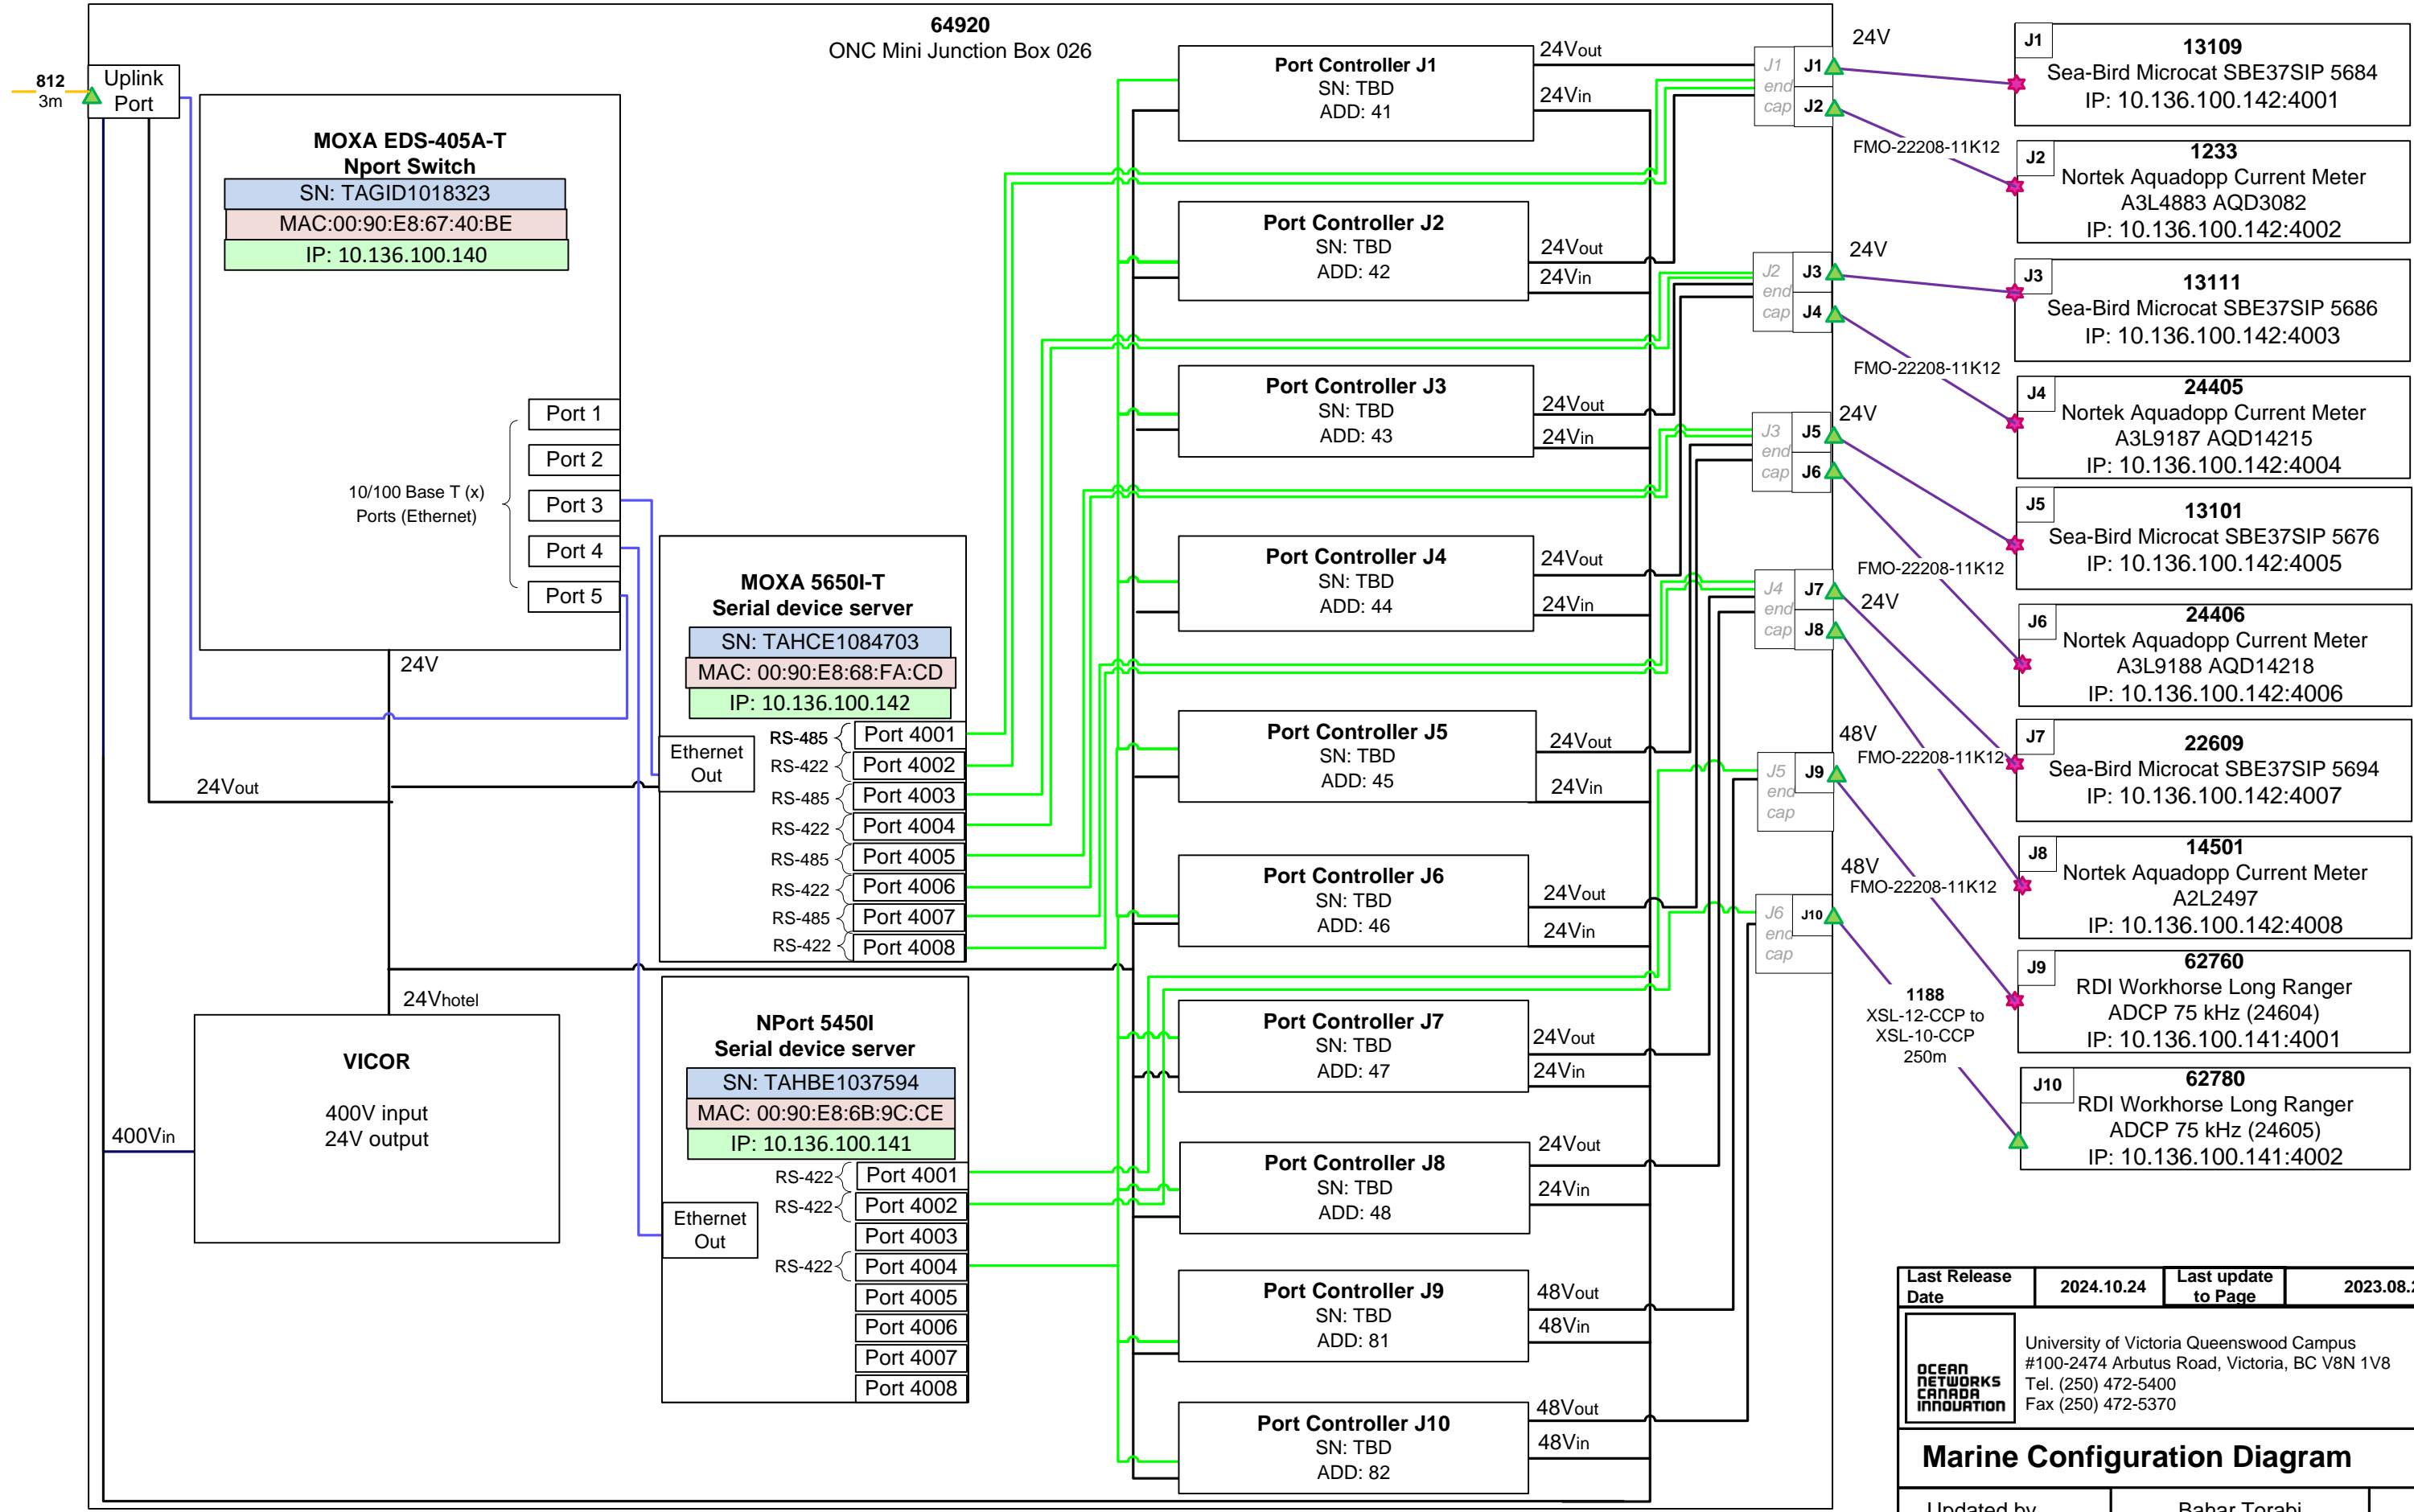 64920
ONC Mini Junction Box 026
812
3m
Uplink
Port
MOXA EDS-405A-T
Nport Switch
SN: TAGID1018323
MAC:00:90:E8:67:40:BE
IP: 10.136.100.140
Port 1
Port 2
Port 3
Port 4
Port 5
10/100 Base T (x)
Ports (Ethernet)
24V
24Vout
24Vhotel
400Vin
VICOR
400V input
24V output
MOXA 5650I-T
Serial device server
SN: TAHCE1084703
MAC: 00:90:E8:68:FA:CD
IP: 10.136.100.142
Ethernet
Out
RS-485 Port 4001
RS-422 Port 4002
RS-485 Port 4003
RS-422 Port 4004
RS-485 Port 4005
RS-422 Port 4006
RS-485 Port 4007
RS-422 Port 4008
NPort 5450I
Serial device server
SN: TAHBE1037594
MAC: 00:90:E8:6B:9C:CE
IP: 10.136.100.141
Ethernet
Out
RS-422 Port 4001
RS-422 Port 4002
Port 4003
RS-422 Port 4004
Port 4005
Port 4006
Port 4007
Port 4008
Port Controller J1
SN: TBD
ADD: 41
24Vout
24Vin
Port Controller J2
SN: TBD
ADD: 42
24Vout
24Vin
Port Controller J3
SN: TBD
ADD: 43
24Vout
24Vin
Port Controller J4
SN: TBD
ADD: 44
24Vout
24Vin
Port Controller J5
SN: TBD
ADD: 45
24Vout
24Vin
Port Controller J6
SN: TBD
ADD: 46
24Vout
24Vin
Port Controller J7
SN: TBD
ADD: 47
24Vout
24Vin
Port Controller J8
SN: TBD
ADD: 48
24Vout
24Vin
Port Controller J9
SN: TBD
ADD: 81
48Vout
48Vin
Port Controller J10
SN: TBD
ADD: 82
48Vout
48Vin
J1
end
cap
J1
J2
24V
FMO-22208-11K12
J2
end
cap
J3
J4
24V
FMO-22208-11K12
J3
end
cap
J5
J6
24V
FMO-22208-11K12
J4
end
cap
J7
J8
24V
FMO-22208-11K12
J5
end
cap
J9
48V
FMO-22208-11K12
J6
end
cap
J10
48V
1188
XSL-12-CCP to
XSL-10-CCP
250m
J1
13109
Sea-Bird Microcat SBE37SIP 5684
IP: 10.136.100.142:4001
J2
1233
Nortek Aquadopp Current Meter
A3L4883 AQD3082
IP: 10.136.100.142:4002
J3
13111
Sea-Bird Microcat SBE37SIP 5686
IP: 10.136.100.142:4003
J4
24405
Nortek Aquadopp Current Meter
A3L9187 AQD14215
IP: 10.136.100.142:4004
J5
13101
Sea-Bird Microcat SBE37SIP 5676
IP: 10.136.100.142:4005
J6
24406
Nortek Aquadopp Current Meter
A3L9188 AQD14218
IP: 10.136.100.142:4006
J7
22609
Sea-Bird Microcat SBE37SIP 5694
IP: 10.136.100.142:4007
J8
14501
Nortek Aquadopp Current Meter
A2L2497
IP: 10.136.100.142:4008
J9
62760
RDI Workhorse Long Ranger
ADCP 75 kHz (24604)
IP: 10.136.100.141:4001
J10
62780
RDI Workhorse Long Ranger
ADCP 75 kHz (24605)
IP: 10.136.100.141:4002
Last Release
Date
2024.10.24
Last update
to Page
2023.08.
OCEAN
NETWORKS
CANADA
INNOVATION
University of Victoria Queenswood Campus
#100-2474 Arbutus Road, Victoria, BC V8N 1V8
Tel. (250) 472-5400
Fax (250) 472-5370
Marine Configuration Diagram
Updated by
Bahar Torabi